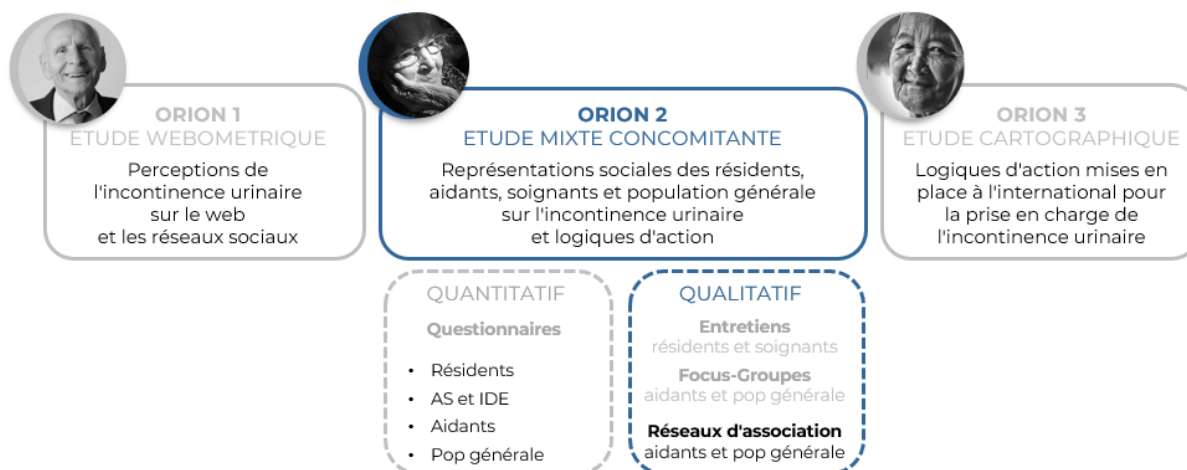 ORION 1
ETUDE WEBOMETRIQUE
Perceptions de
l'incontinence urinaire
sur le web
et les réseaux sociaux
ORION 2
ETUDE MIXTE CONCOMITANTE
Représentations sociales des résidents,
aidants, soignants et population générale
sur l'incontinence urinaire
et logiques d'action
ORION 3
ETUDE CARTOGRAPHIQUE
Logiques d'action mises en
place à l'international pour
la prise en charge de
l'incontinence urinaire
QUANTITATIF
Questionnaires
• Résidents
• AS et IDE
• Aidants
• Pop générale
QUALITATIF
Entretiens
résidents et soignants
Focus-Groupes
aidants et pop générale
Réseaux d'association
aidants et pop générale